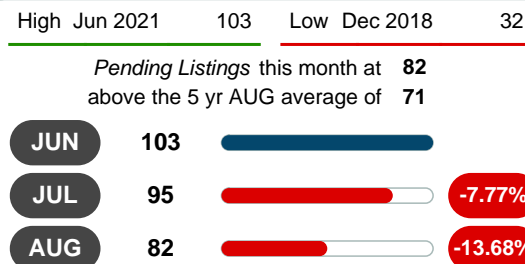 High Jun 2021 103 Low Dec 2018 32
Pending Listings this month at 82
above the 5 yr AUG average of 71
JUN 103
JUL 95 -7.77%
AUG 82 -13.68%